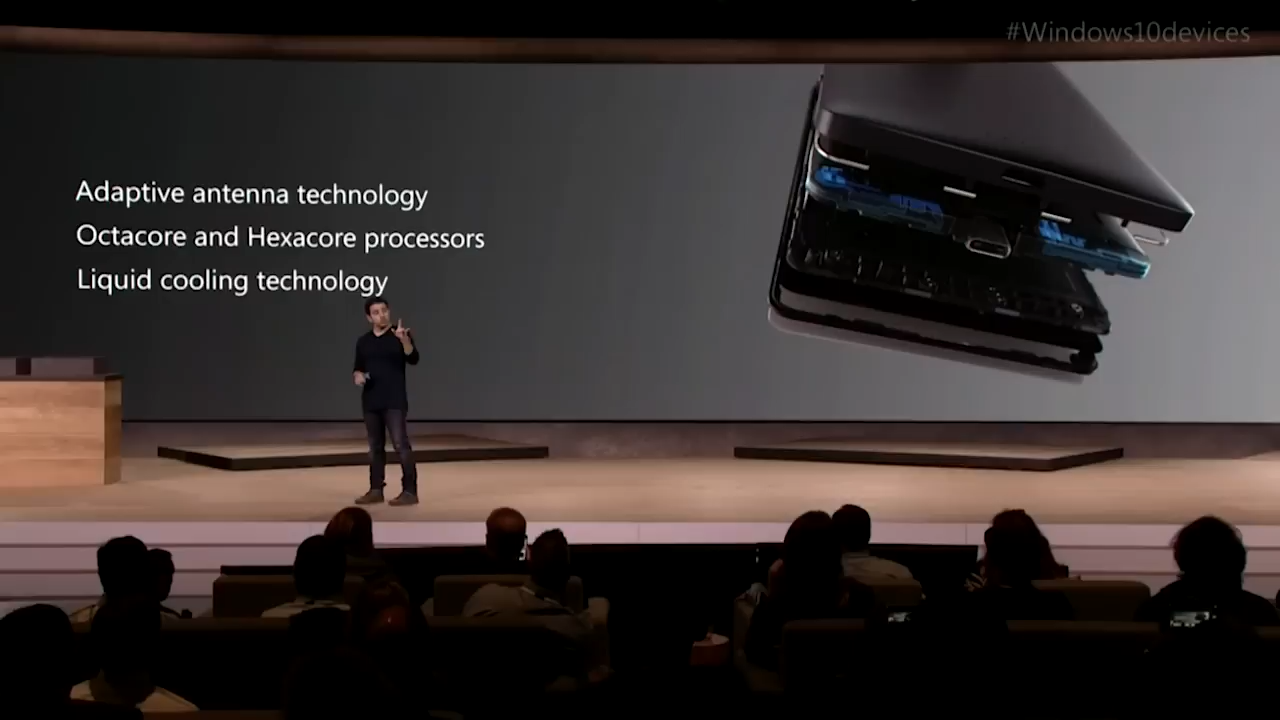 #Windows10devices
Adaptive antenna technology
Octacore and Hexacore processors
Liquid cooling technology